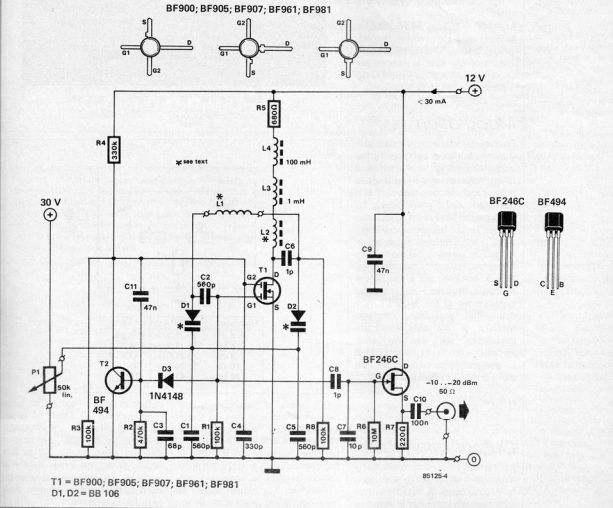 BF900; BF905; BF907; BF961; BF981
S
G1
D
G2
G2
G1
D
S
G2
G1
D
S
12 V
< 30 mA
R5
680Ω
R4
330k
L4
100 mH
* see text
L3
1 mH
*
L1
L2
*
30 V
BF246C
BF494
S
G
D
C
E
B
C9
47n
C6
1p
T1
C2
560p
G2
G1
D
S
C11
47n
D1
*
D2
*
P1
50k
lin.
T2
BF
494
D3
1N4148
C8
1p
BF246C
G
D
S
-10...-20 dBm
50 Ω
C10
100n
R3
100k
R2
470k
C3
68p
C1
560p
R1
100k
C4
330p
C5
560p
R8
100k
C7
10p
R6
10M
R7
220Ω
0
85125-4
T1 = BF900; BF905; BF907; BF961; BF981
D1, D2 = BB 106